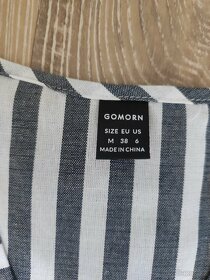 GOMORN
SIZE EU US
M 38 6
MADE IN CHINA